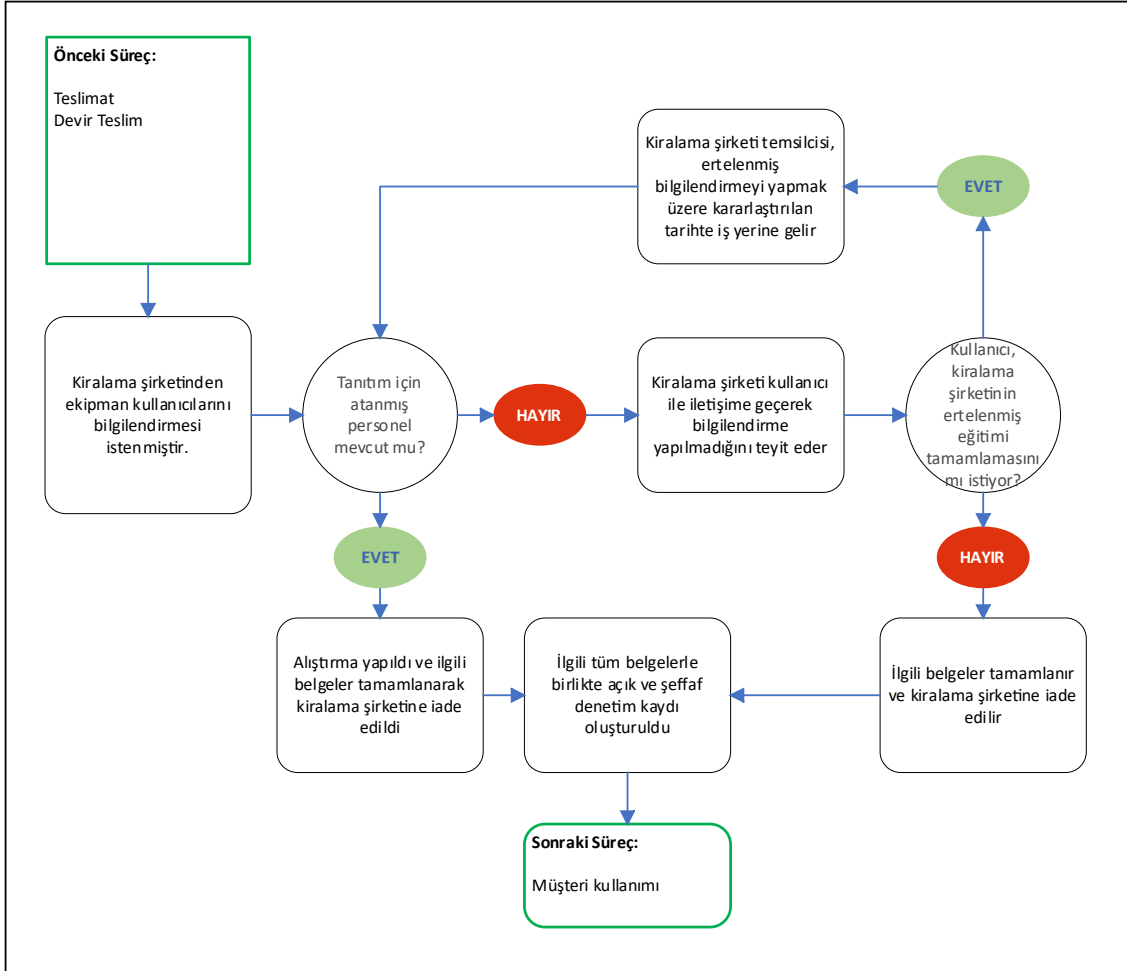 Önceki Süreç:
Teslimat
Devir Teslim
Kiralama şirketi temsilcisi,
ertelenmiş
bilgilendirmeyi yapmak
üzere kararlaştırılan
tarihte iş yerine gelir
EVET
Kiralama şirketinden
ekipman kullanıcılarını
bilgilendirmesi
istenmiştir.
Tanıtım için
atanmış
personel
mevcut mu?
HAYIR
Kiralama şirketi kullanıcı
ile iletişime geçerek
bilgilendirme
yapılmadığını teyit eder
Kullanıcı,
kiralama
şirketinin
ertelenmiş
eğitimi
tamamlamasını
mı istiyor?
EVET
HAYIR
Alıştırma yapıldı ve ilgili
belgeler tamamlanarak
kiralama şirketine iade
edildi
İlgili tüm belgelerle
birlikte açık ve şeffaf
denetim kaydı
oluşturuldu
İlgili belgeler tamamlanır
ve kiralama şirketine iade
edilir
Sonraki Süreç:
Müşteri kullanımı